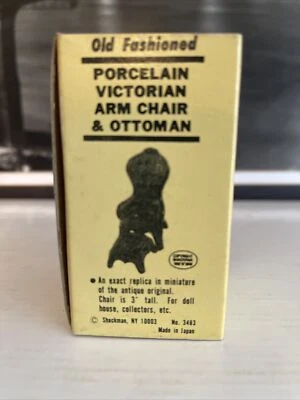 Old Fashioned
PORCELAIN
VICTORIAN
ARM CHAIR
& OTTOMAN
• An exact replica in miniature
of the antique original.
Chair is 3" tall. For doll
house, collectors, etc.
© Shackman, NY 10003 No. 3483
Made in Japan